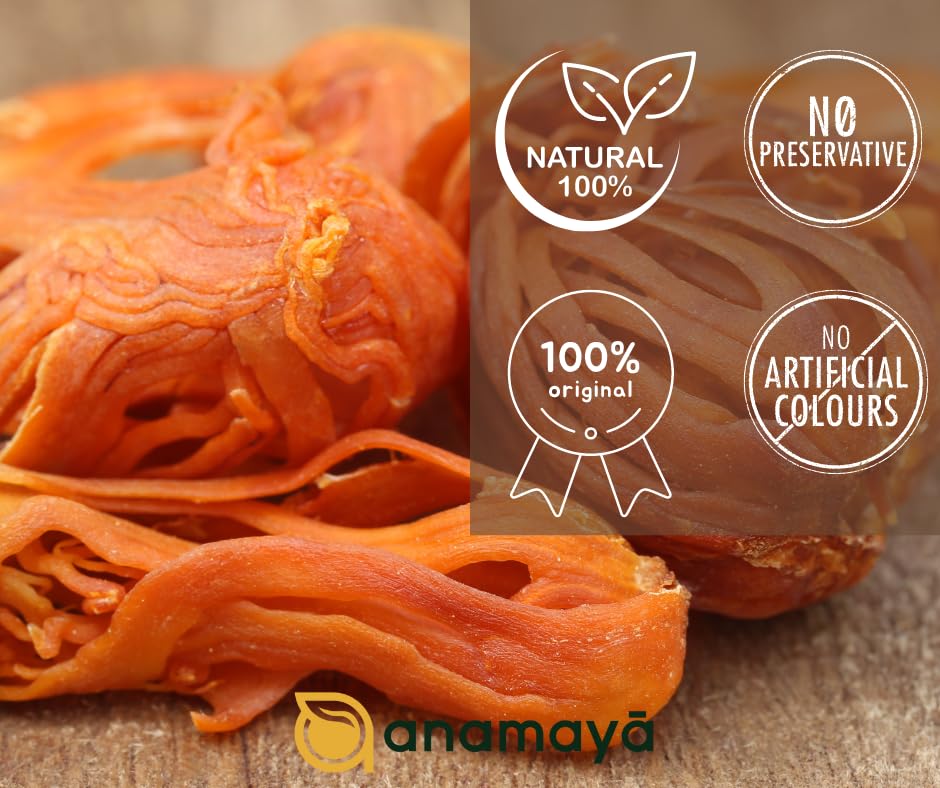 NATURAL
100%
NO
PRESERVATIVE
100%
original
NO
ARTIFICIAL
COLOURS
anamayā